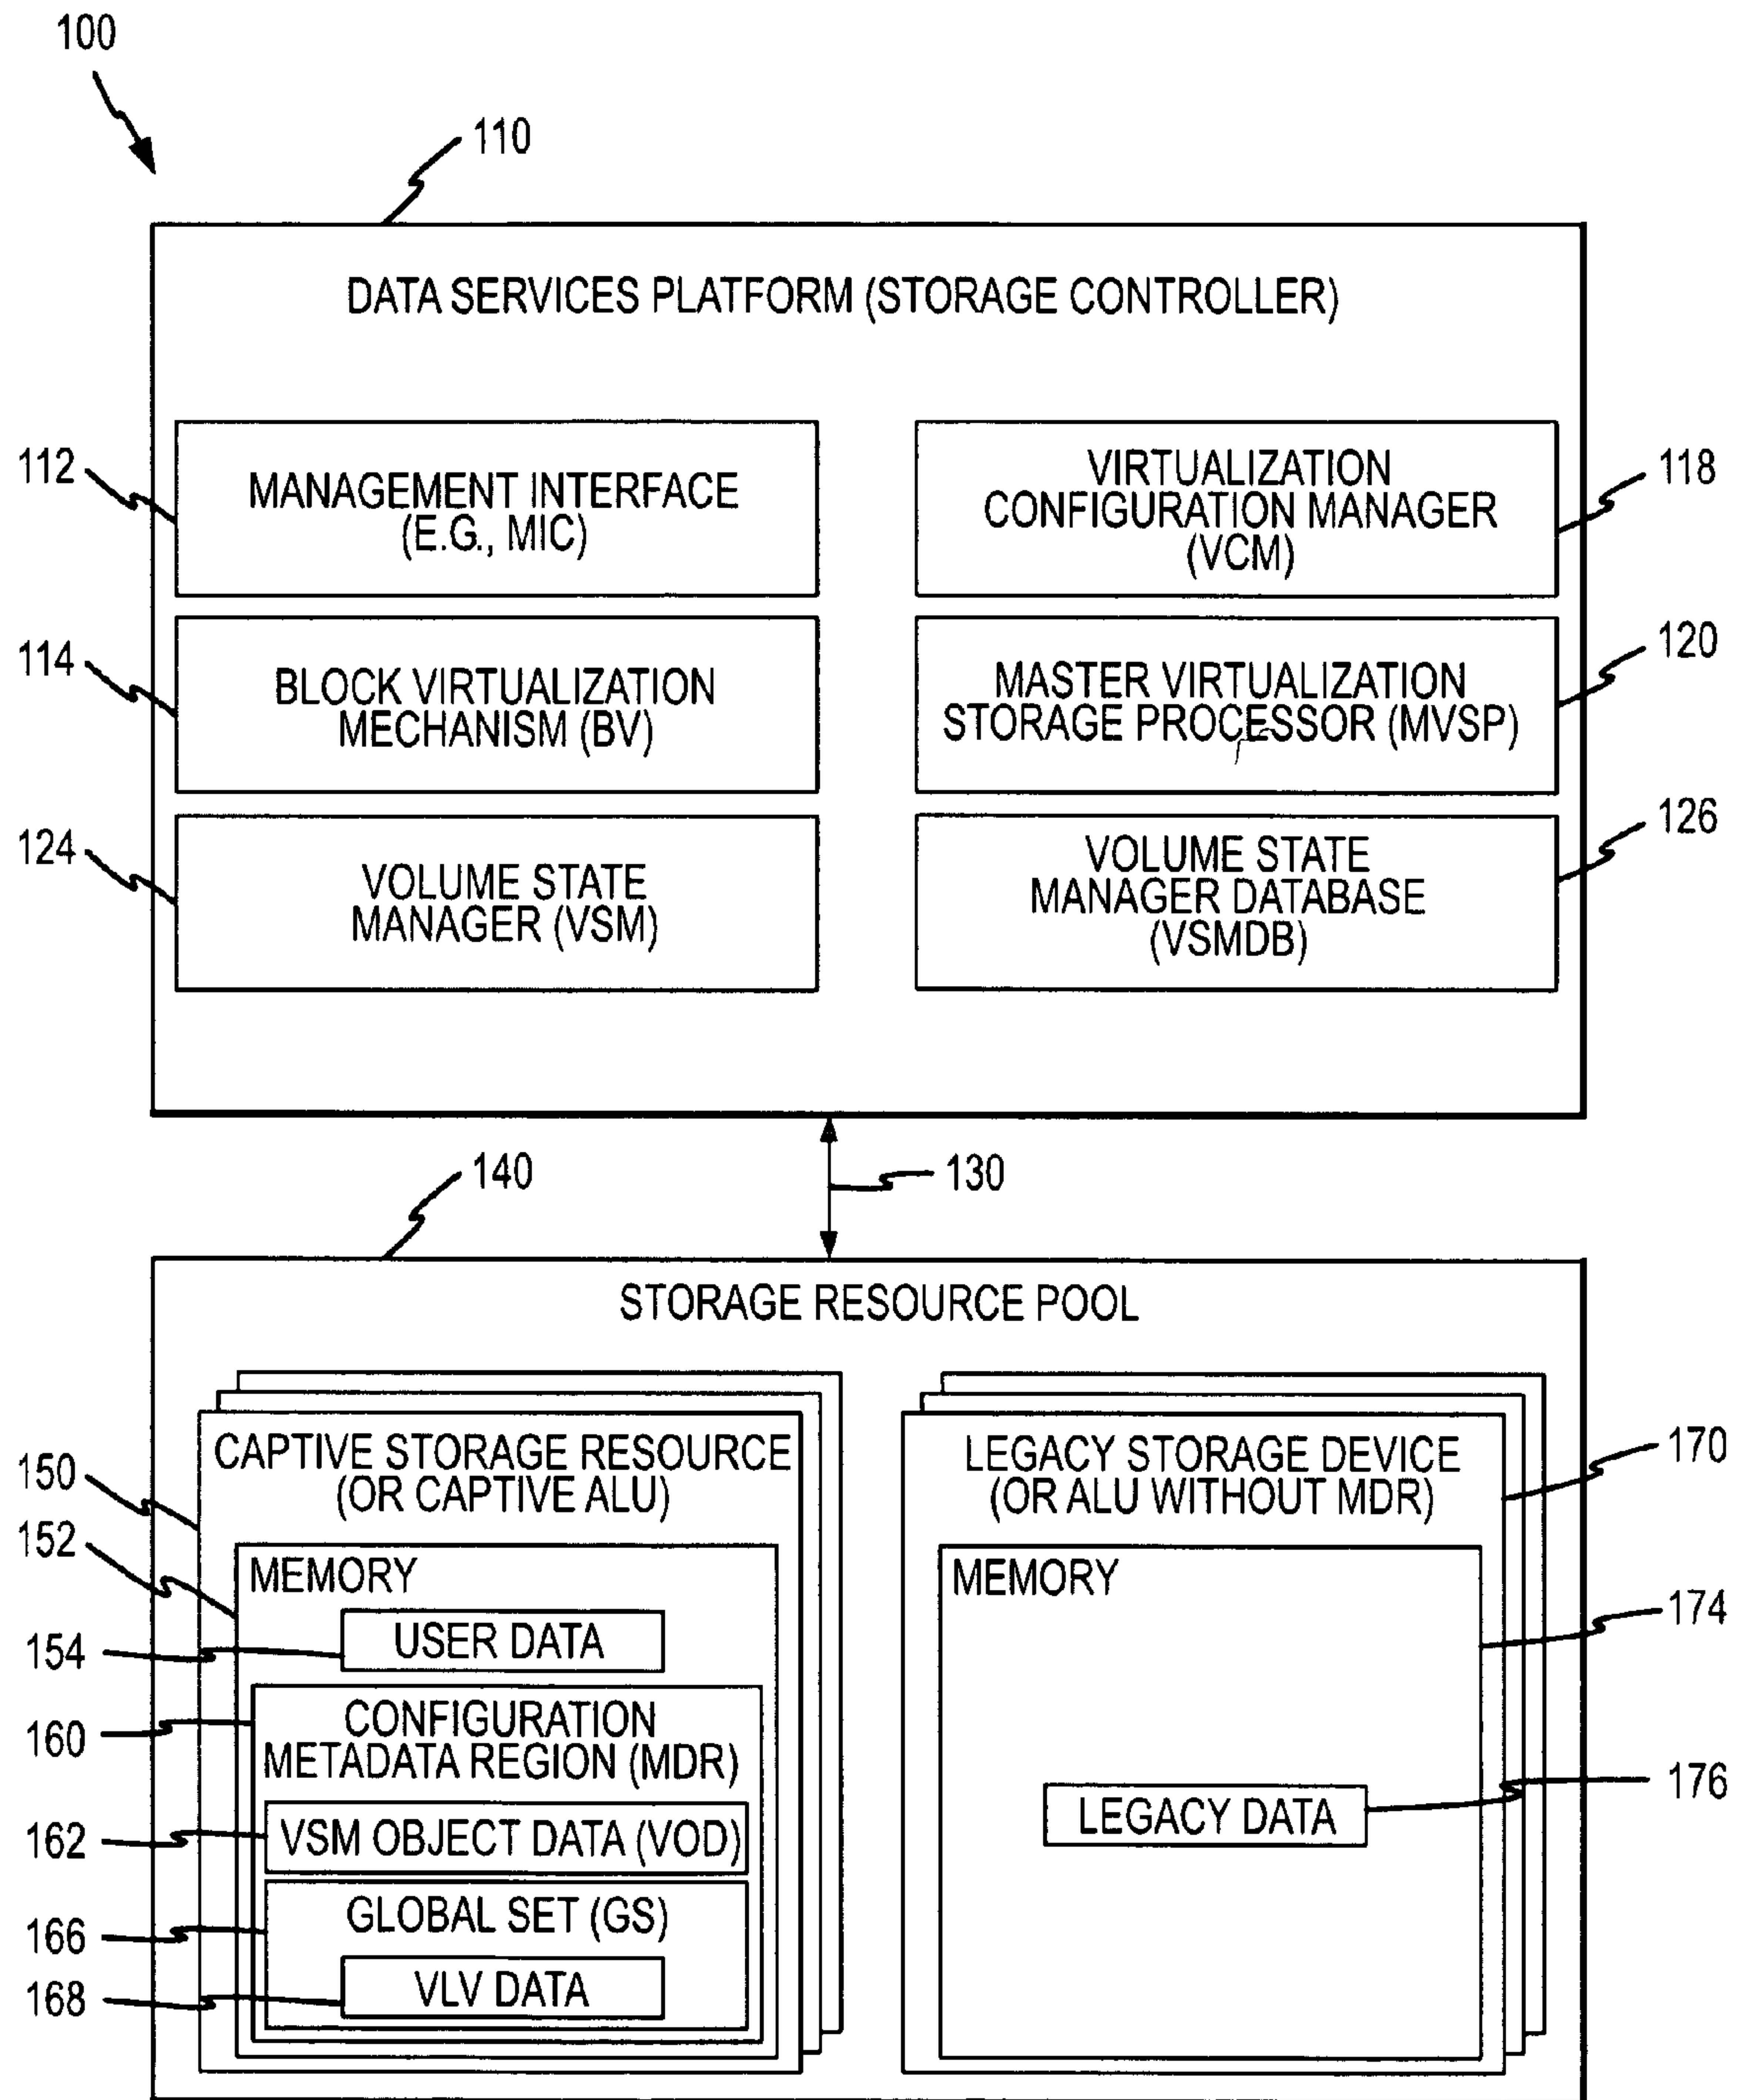 100
110
DATA SERVICES PLATFORM (STORAGE CONTROLLER)
112
MANAGEMENT INTERFACE
(E.G., MIC)
VIRTUALIZATION
CONFIGURATION MANAGER
(VCM)
118
114
BLOCK VIRTUALIZATION
MECHANISM (BV)
MASTER VIRTUALIZATION
STORAGE PROCESSOR (MVSP)
120
124
VOLUME STATE
MANAGER (VSM)
VOLUME STATE
MANAGER DATABASE
(VSMDB)
126
130
140
STORAGE RESOURCE POOL
150
CAPTIVE STORAGE RESOURCE
(OR CAPTIVE ALU)
152
MEMORY
154
USER DATA
160
CONFIGURATION
METADATA REGION (MDR)
162
VSM OBJECT DATA (VOD)
166
GLOBAL SET (GS)
168
VLV DATA
LEGACY STORAGE DEVICE
(OR ALU WITHOUT MDR)
170
MEMORY
174
LEGACY DATA
176